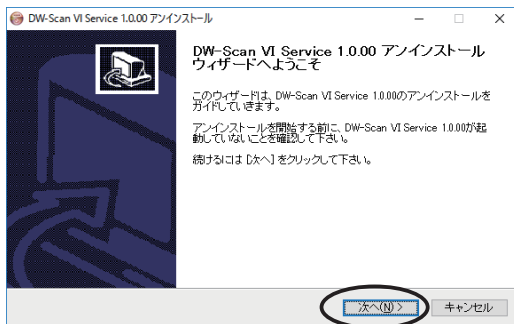 DW-Scan VI Service 1.0.00 アンインストール
DW-Scan VI Service 1.0.00 アンインストール
ウィザードへようこそ
このウィザードは、DW-Scan VI Service 1.0.00のアンインストールを
ガイドしていきます。
アンインストールを開始する前に、DW-Scan VI Service 1.0.00が起
動していないことを確認して下さい。
続けるには [次へ] をクリックして下さい。
次へ(N) >
キャンセル